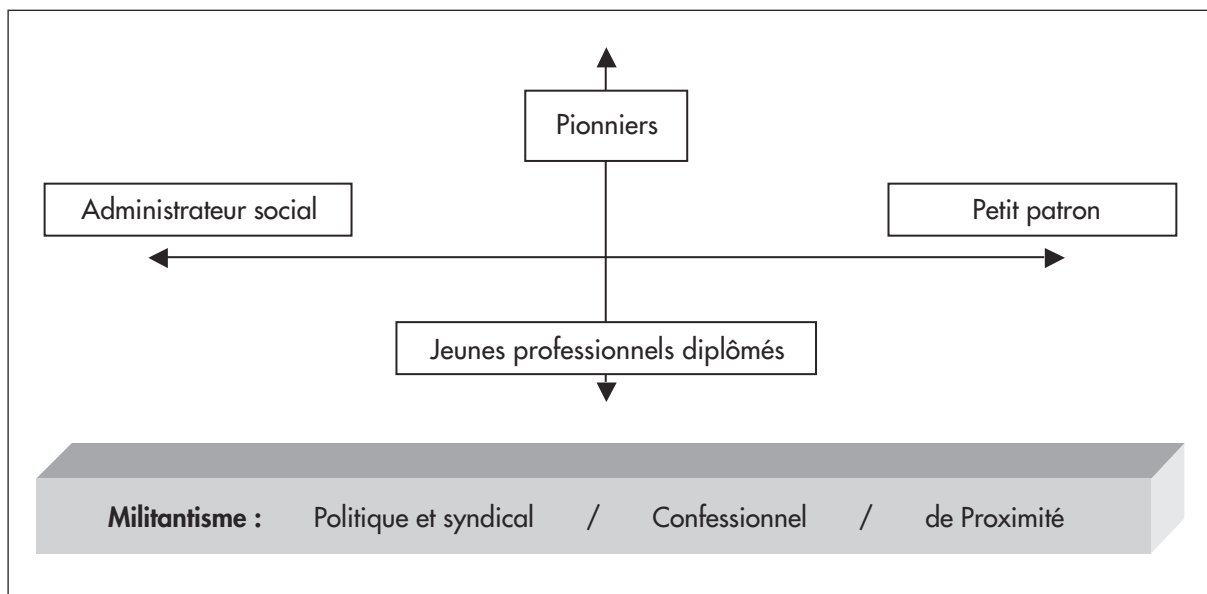 Pionniers
Administrateur social
Petit patron
Jeunes professionnels diplômés
Militantisme : Politique et syndical / Confessionnel / de Proximité